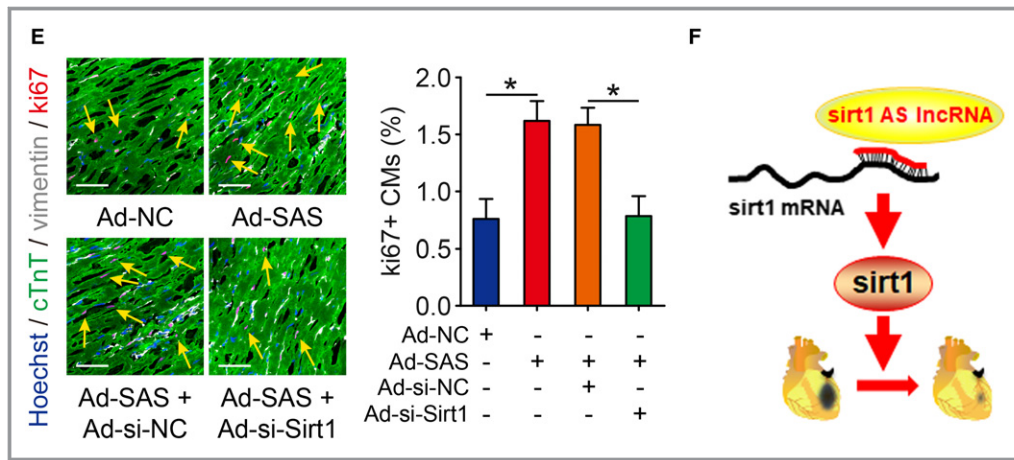 E
Hoechst / cTnT / vimentin / ki67
Ad-NC
Ad-SAS
Ad-SAS +
Ad-si-NC
Ad-SAS +
Ad-si-Sirt1
ki67+ CMs (%)
2.0
1.5
1.0
0.5
0.0
*
*
Ad-NC + - - -
Ad-SAS - + + +
Ad-si-NC - - + -
Ad-si-Sirt1 - - - +
F
sirt1 AS lncRNA
sirt1 mRNA
sirt1